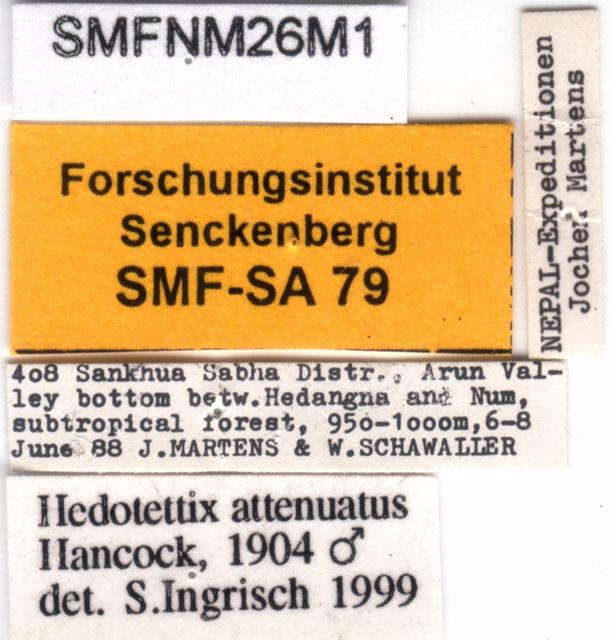 SMFNM26M1
Forschungsinstitut
Senckenberg
SMF-SA 79
NEPAL-Expeditionen
Jochen Martens
408 Sankhua Sabha Distr., Arun Val-
ley bottom betw.Hedangna and Num,
subtropical forest, 950-1000m,6-8
June 88 J.MARTENS & W.SCHAWALLER
Hedotettix attenuatus
Hancock, 1904 ♂
det. S.Ingrisch 1999